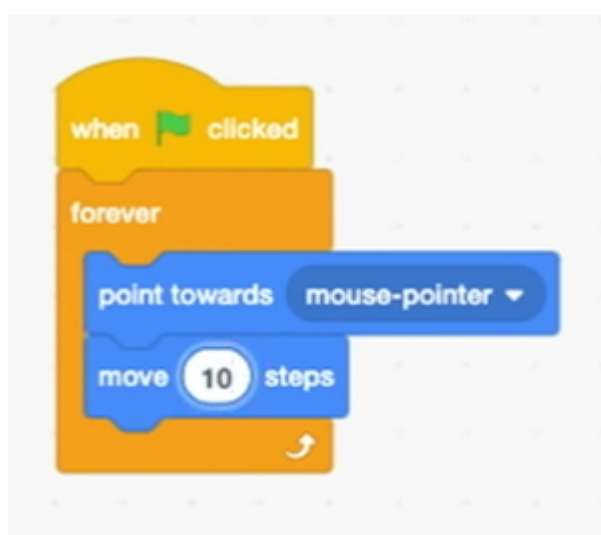 when clicked
forever
point towards mouse-pointer
move 10 steps